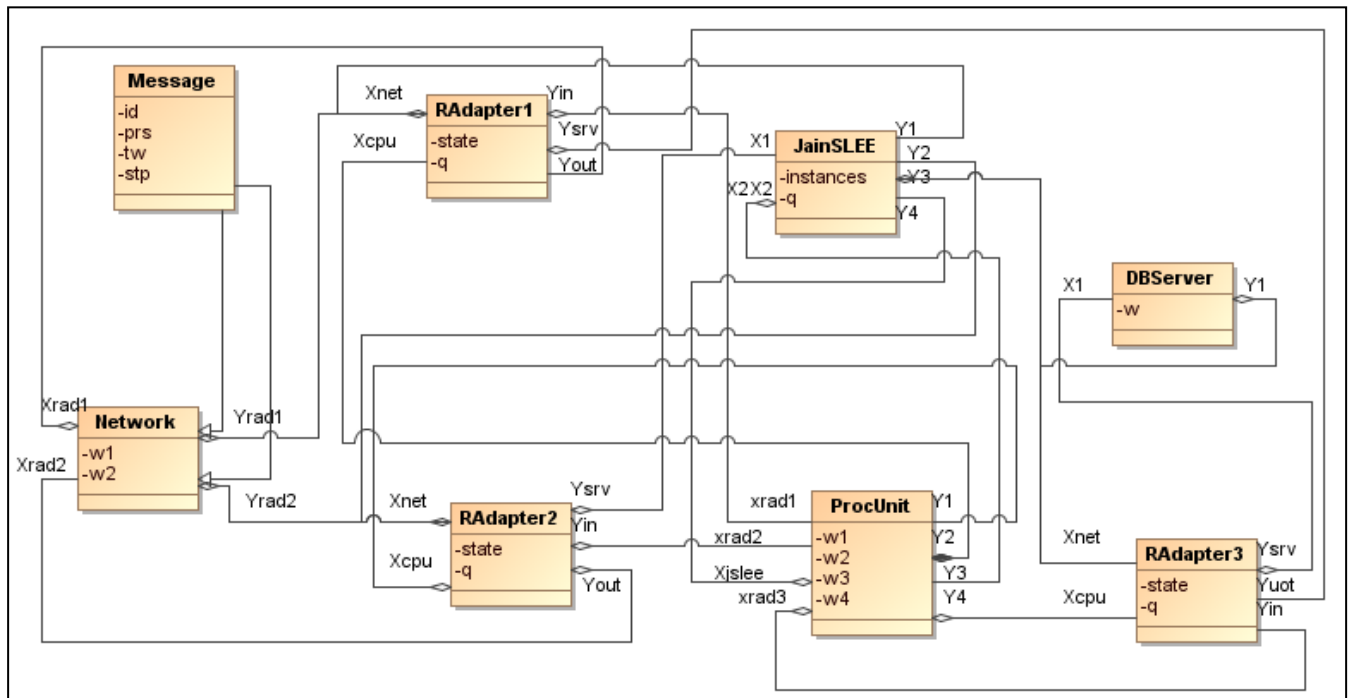 Message
-id
-prs
-tw
-stp
Xnet
RAdapter1
-state
-q
Yin
Ysrv
Yout
Xcpu
X1
JainSLEE
-instances
-q
Y1
Y2
Y3
Y4
X2X2
X1
DBServer
-w
Y1
Xrad1
Network
-w1
-w2
Yrad1
Xrad2
Yrad2
Xnet
RAdapter2
-state
-q
Ysrv
Yin
Yout
Xcpu
xrad1
ProcUnit
-w1
-w2
-w3
-w4
Y1
Y2
Y3
Y4
xrad2
Xjslee
xrad3
Xnet
Xcpu
RAdapter3
-state
-q
Ysrv
Yuot
Yin